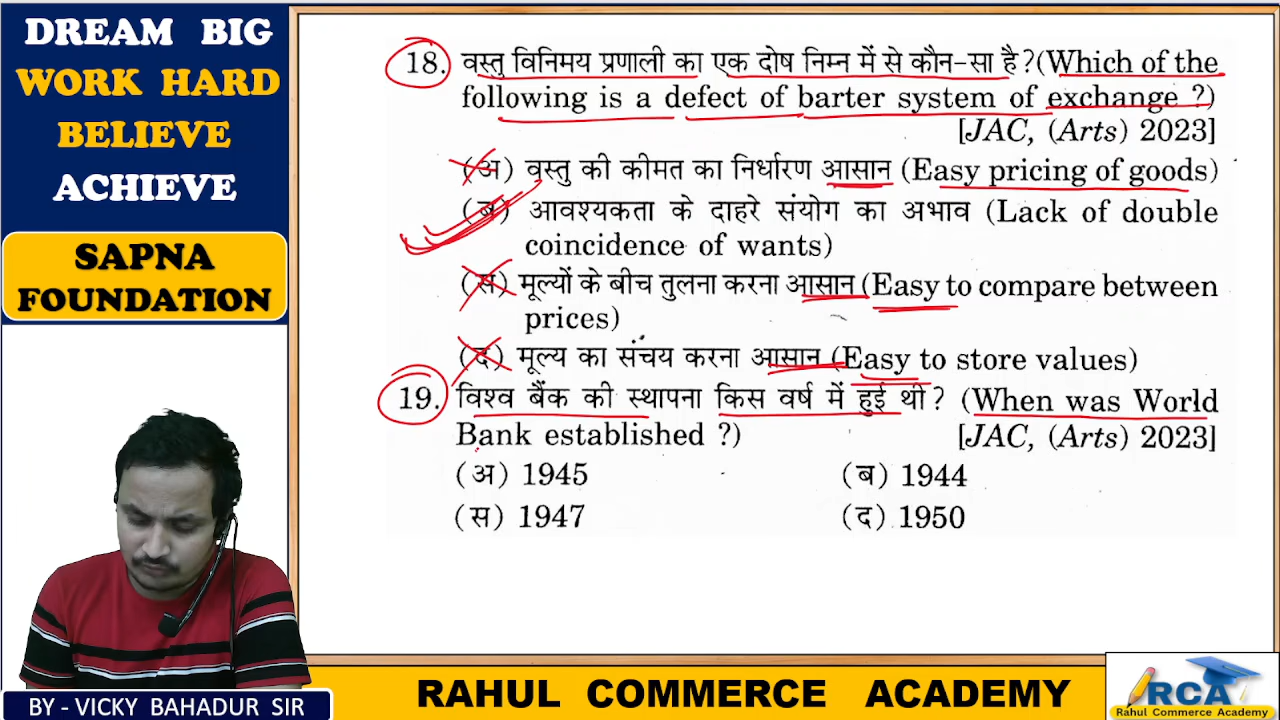 DREAM BIG
WORK HARD
BELIEVE
ACHIEVE
SAPNA
FOUNDATION
18. वस्तु विनिमय प्रणाली का एक दोष निम्न में से कौन-सा है ? (Which of the
following is a defect of barter system of exchange ?)
[JAC, (Arts) 2023]
(अ) वस्तु की कीमत का निर्धारण आसान (Easy pricing of goods)
(ब) आवश्यकता के दाहरे संयोग का अभाव (Lack of double
coincidence of wants)
(स) मूल्यों के बीच तुलना करना आसान (Easy to compare between
prices)
(द) मूल्य का संचय करना आसान (Easy to store values)
19. विश्व बैंक की स्थापना किस वर्ष में हुई थी? (When was World
Bank established ?)
[JAC, (Arts) 2023]
(अ) 1945 (ब) 1944
(स) 1947 (द) 1950
BY - VICKY BAHADUR SIR
RAHUL COMMERCE ACADEMY
RCA
Rahul Commerce Academy